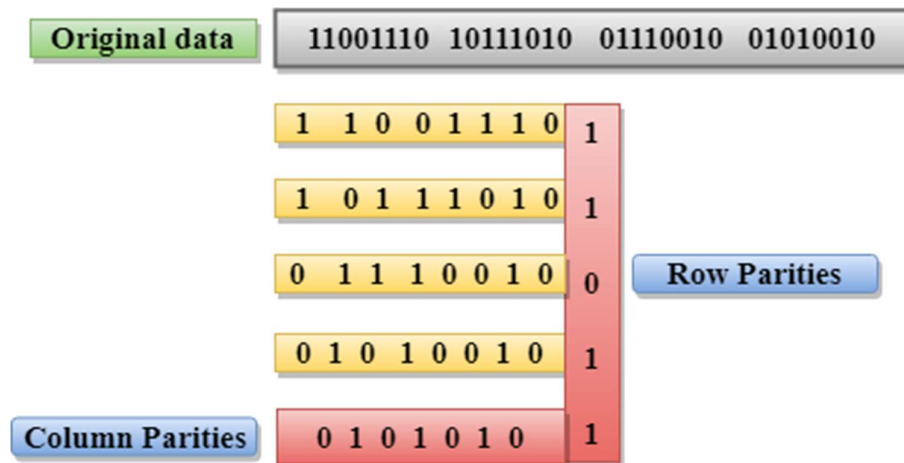 Original data 11001110 10111010 01110010 01010010
1 1 0 0 1 1 1 0 1
1 0 1 1 1 0 1 0 1
0 1 1 1 0 0 1 0 0
Row Parities
0 1 0 1 0 0 1 0 1
Column Parities 0 1 0 1 0 1 0 1